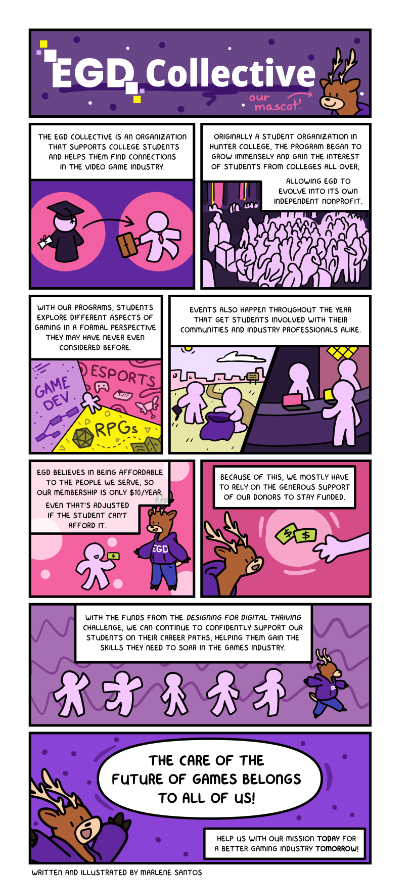 EGD Collective
our
mascot!
THE EGD COLLECTIVE IS AN ORGANIZATION
THAT SUPPORTS COLLEGE STUDENTS
AND HELPS THEM FIND CONNECTIONS
IN THE VIDEO GAME INDUSTRY.
ORIGINALLY A STUDENT ORGANIZATION IN
HUNTER COLLEGE, THE PROGRAM BEGAN TO
GROW IMMENSELY AND GAIN THE INTEREST
OF STUDENTS FROM COLLEGES ALL OVER,
ALLOWING EGD TO
EVOLVE INTO ITS OWN
INDEPENDENT NONPROFIT.
WITH OUR PROGRAMS, STUDENTS
EXPLORE DIFFERENT ASPECTS OF
GAMING IN A FORMAL PERSPECTIVE
THEY MAY HAVE NEVER EVEN
CONSIDERED BEFORE.
GAME
DEV
ESPORTS
RPGs
EVENTS ALSO HAPPEN THROUGHOUT THE YEAR
THAT GET STUDENTS INVOLVED WITH THEIR
COMMUNITIES AND INDUSTRY PROFESSIONALS ALIKE.
EGD BELIEVES IN BEING AFFORDABLE
TO THE PEOPLE WE SERVE, SO
OUR MEMBERSHIP IS ONLY $10/YEAR.
EVEN THAT'S ADJUSTED
IF THE STUDENT CAN'T
AFFORD IT.
EGD
BECAUSE OF THIS, WE MOSTLY HAVE
TO RELY ON THE GENEROUS SUPPORT
OF OUR DONORS TO STAY FUNDED.
WITH THE FUNDS FROM THE DESIGNING FOR DIGITAL THRIVING
CHALLENGE, WE CAN CONTINUE TO CONFIDENTLY SUPPORT OUR
STUDENTS ON THEIR CAREER PATHS, HELPING THEM GAIN THE
SKILLS THEY NEED TO SOAR IN THE GAMES INDUSTRY.
THE CARE OF THE
FUTURE OF GAMES BELONGS
TO ALL OF US!
HELP US WITH OUR MISSION TODAY FOR
A BETTER GAMING INDUSTRY TOMORROW!
WRITTEN AND ILLUSTRATED BY MARLENE SANTOS